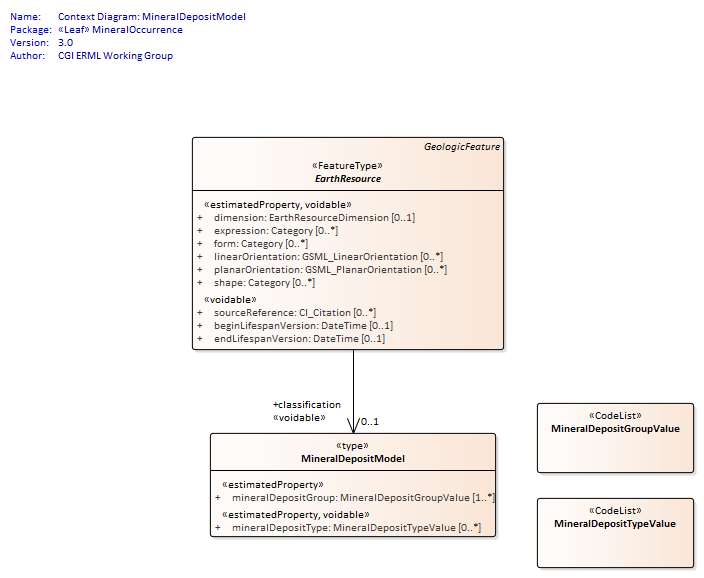 Name: Context Diagram: MineralDepositModel
Package: «Leaf» MineralOccurrence
Version: 3.0
Author: CGI ERML Working Group
GeologicFeature
«FeatureType»
EarthResource
«estimatedProperty, voidable»
+ dimension: EarthResourceDimension [0..1]
+ expression: Category [0..*]
+ form: Category [0..*]
+ linearOrientation: GSML_LinearOrientation [0..*]
+ planarOrientation: GSML_PlanarOrientation [0..*]
+ shape: Category [0..*]
«voidable»
+ sourceReference: CI_Citation [0..*]
+ beginLifespanVersion: DateTime [0..1]
+ endLifespanVersion: DateTime [0..1]
+classification
«voidable»
0..1
«type»
MineralDepositModel
«estimatedProperty»
+ mineralDepositGroup: MineralDepositGroupValue [1..*]
«estimatedProperty, voidable»
+ mineralDepositType: MineralDepositTypeValue [0..*]
«CodeList»
MineralDepositGroupValue
«CodeList»
MineralDepositTypeValue